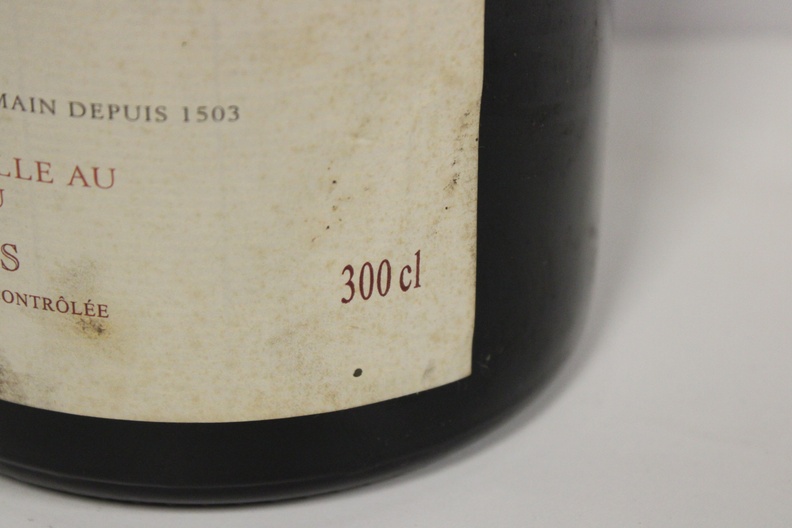 MAIN DEPUIS 1503
LLE AU
U
S
ONTRÔLÉE
300 cl